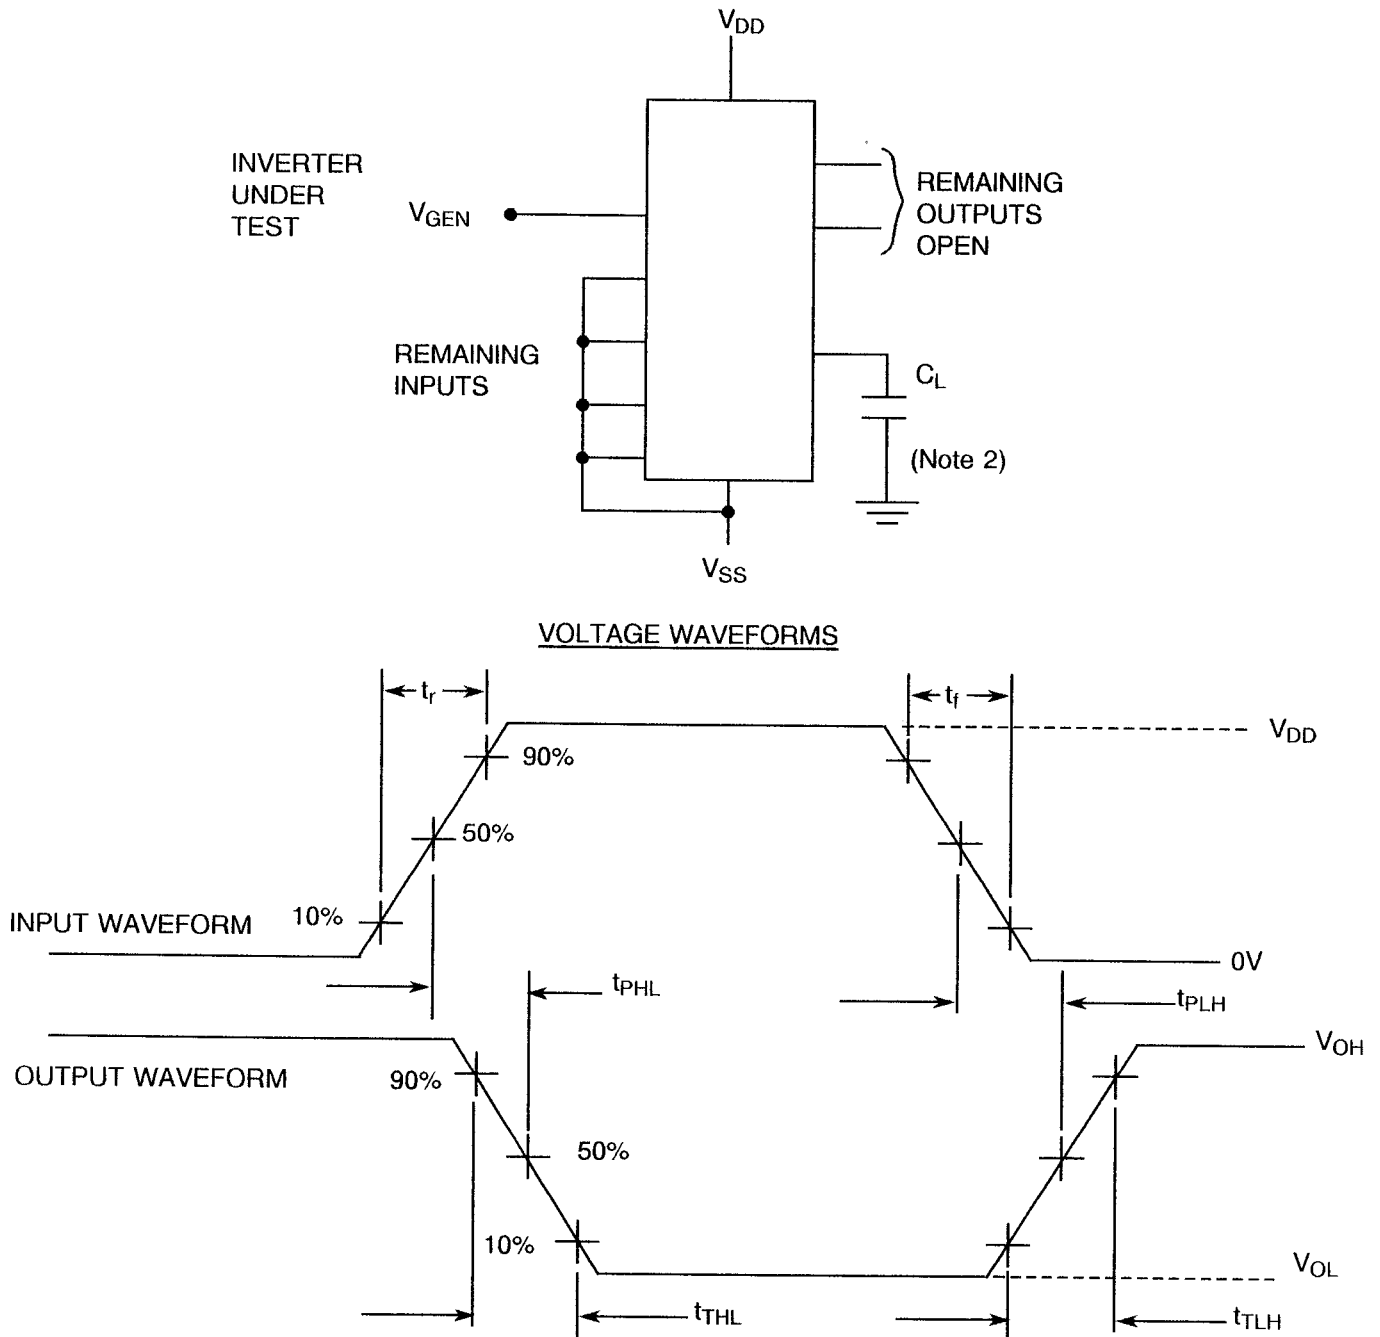 VDD
INVERTER
UNDER
TEST
VGEN
REMAINING
OUTPUTS
OPEN
REMAINING
INPUTS
CL
(Note 2)
VSS
VOLTAGE WAVEFORMS
tr
tf
VDD
90%
50%
10%
INPUT WAVEFORM
0V
tPHL
tPLH
VOH
OUTPUT WAVEFORM
90%
50%
10%
VOL
tTHL
tTLH